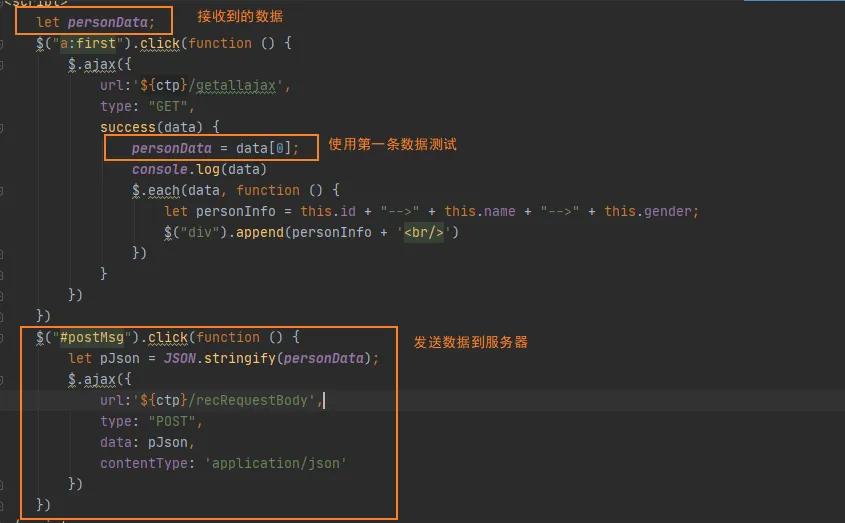 <script>
let personData; 接收到的数据
$("a:first").click(function () {
$.ajax({
url:'${ctp}/getallajax',
type: "GET",
success(data) {
personData = data[0]; 使用第一条数据测试
console.log(data)
$.each(data, function () {
let personInfo = this.id + "-->" + this.name + "-->" + this.gender;
$("div").append(personInfo + '<br/>')
})
}
})
})
$("#postMsg").click(function () { 发送数据到服务器
let pJson = JSON.stringify(personData);
$.ajax({
url:'${ctp}/recRequestBody',
type: "POST",
data: pJson,
contentType: 'application/json'
})
})